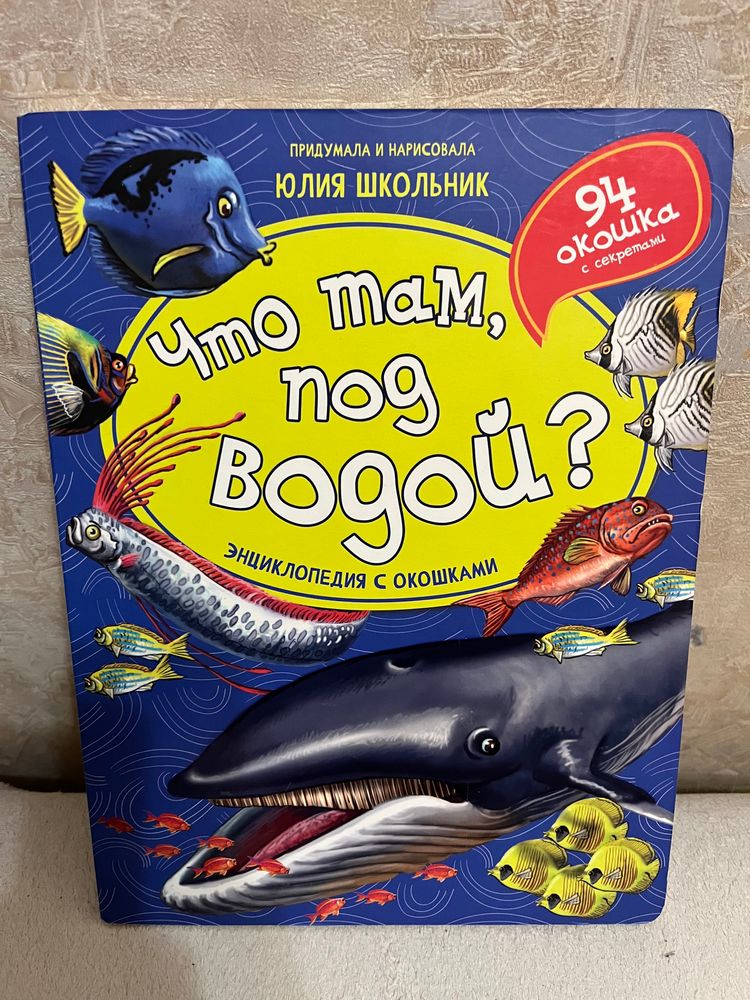 ПРИДУМАЛА И НАРИСОВАЛА
ЮЛИЯ ШКОЛЬНИК
94
окошка
с секретами
Что там,
под
водой?
ЭНЦИКЛОПЕДИЯ С ОКОШКАМИ